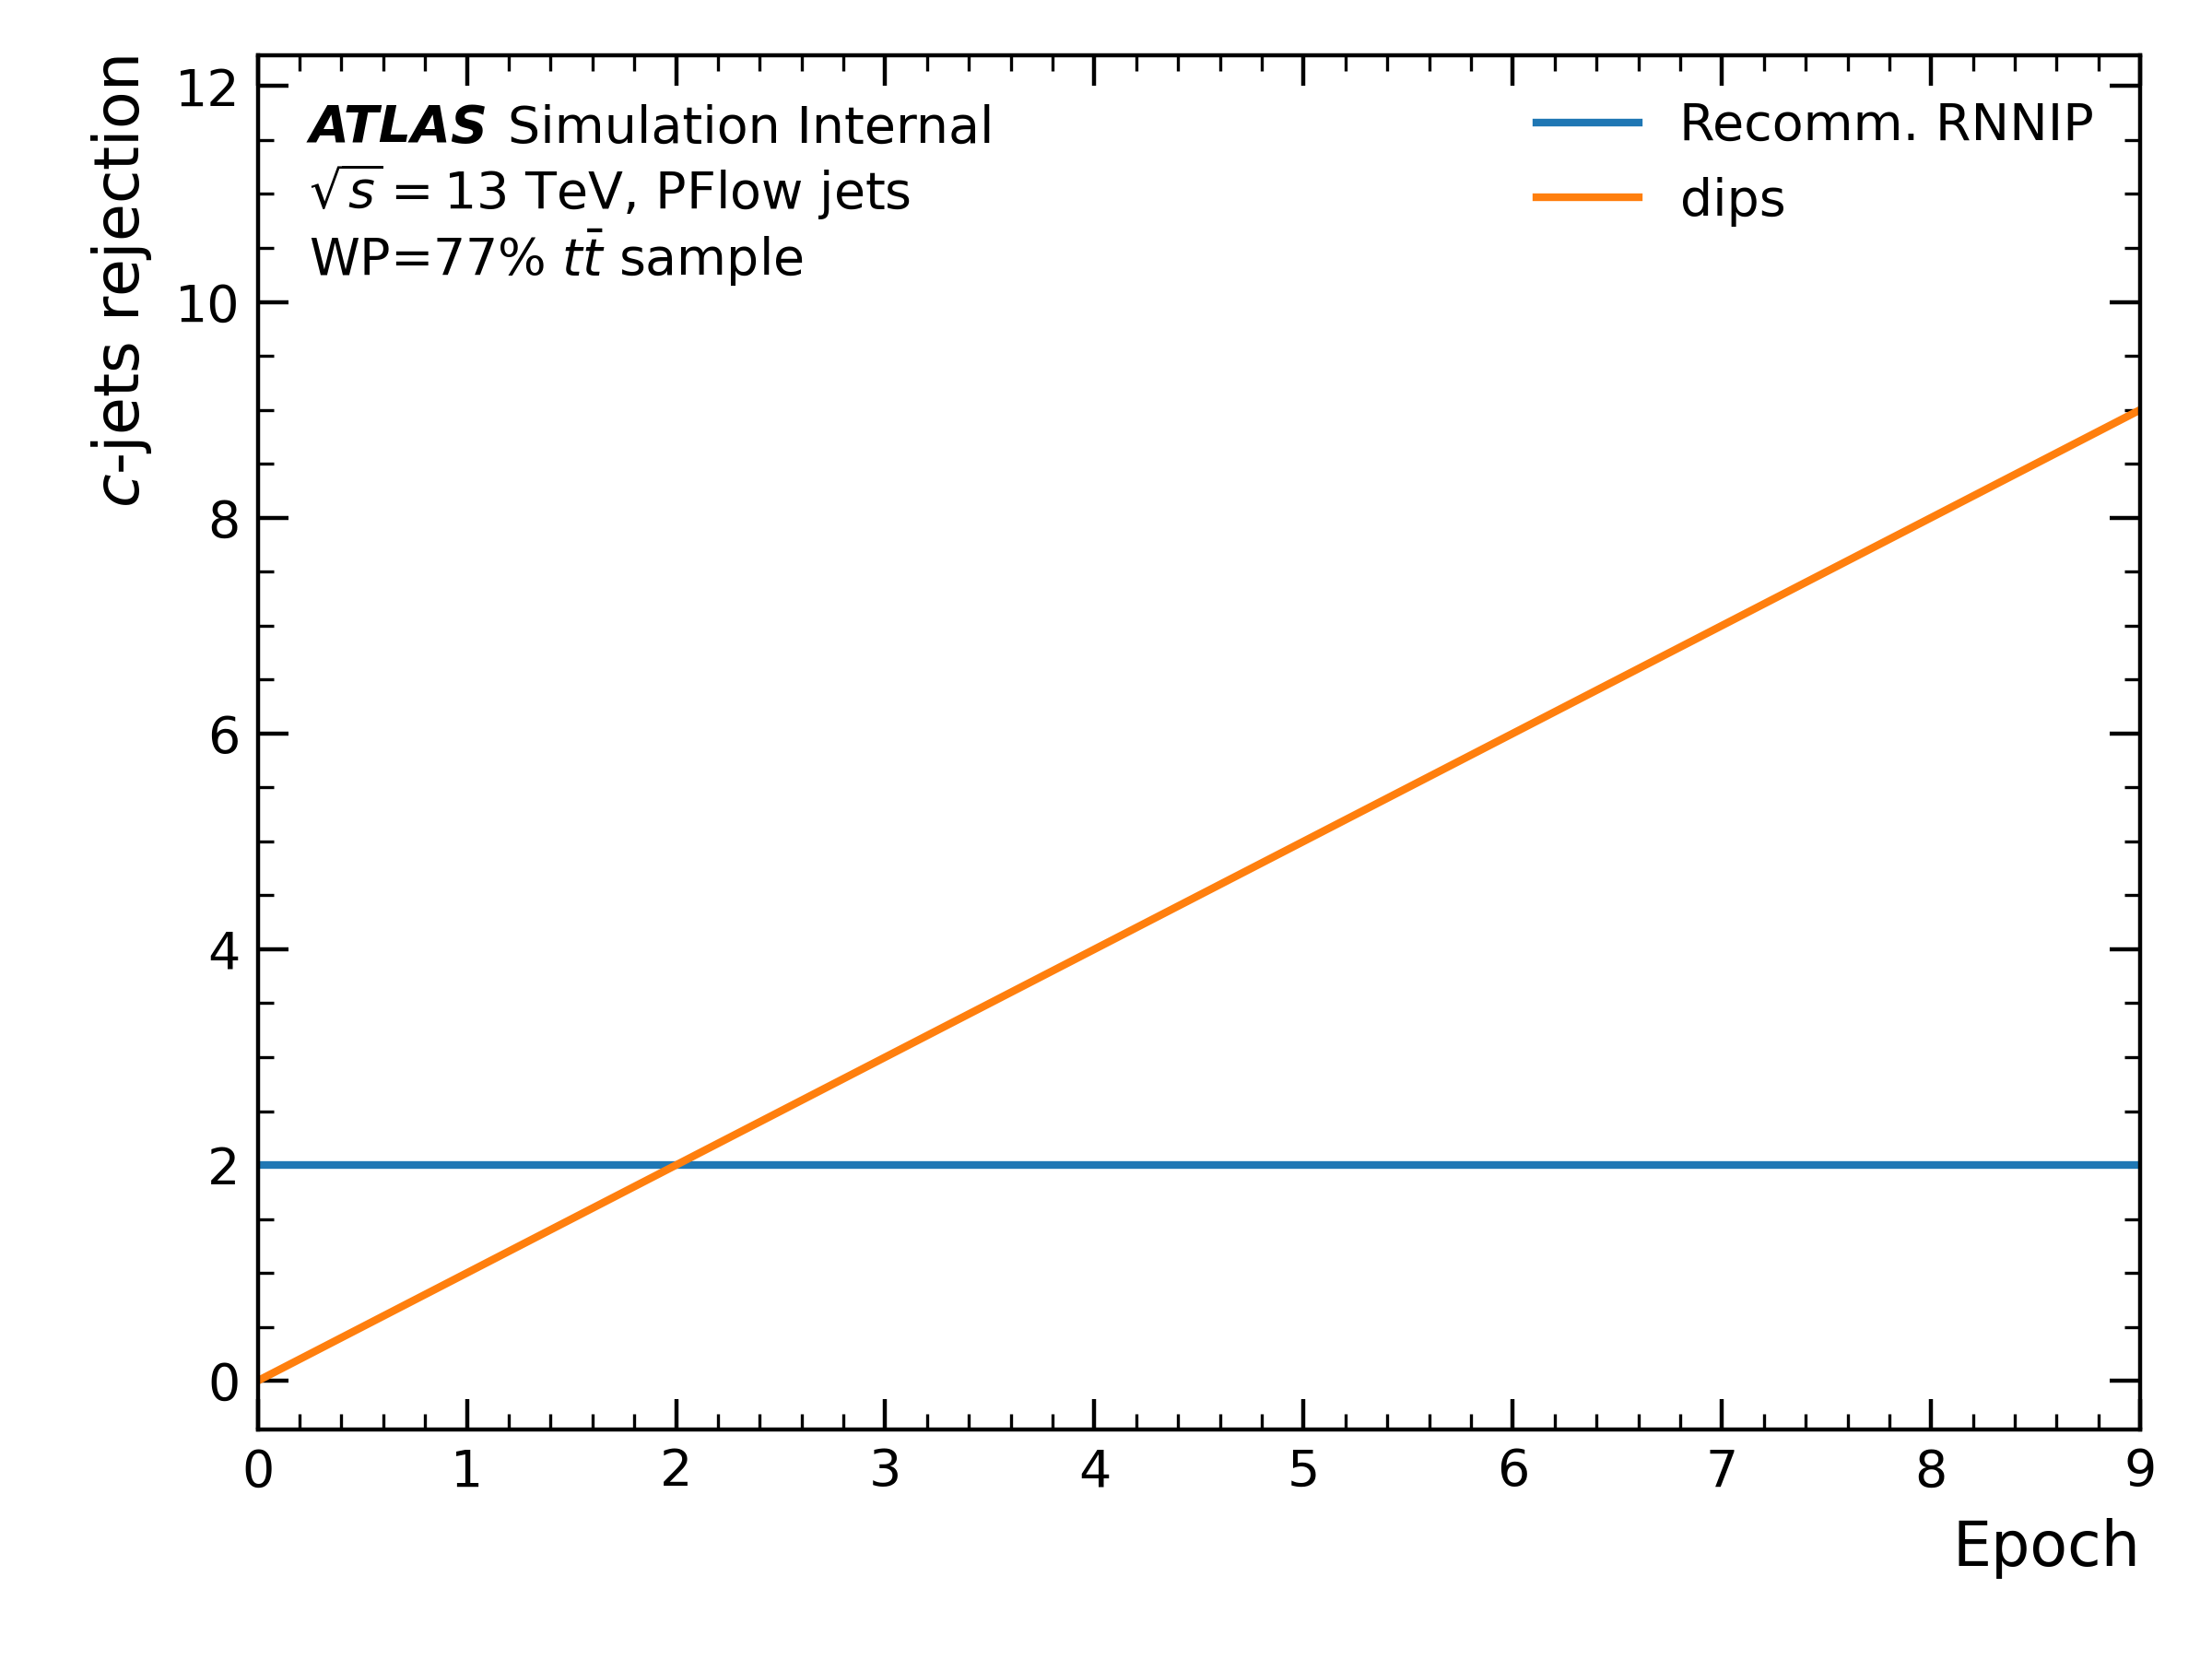 c-jets rejection
12
10
8
6
4
2
0
ATLAS Simulation Internal
√s = 13 TeV, PFlow jets
WP=77% tt̄ sample
Recomm. RNNIP
dips
0 1 2 3 4 5 6 7 8 9
Epoch